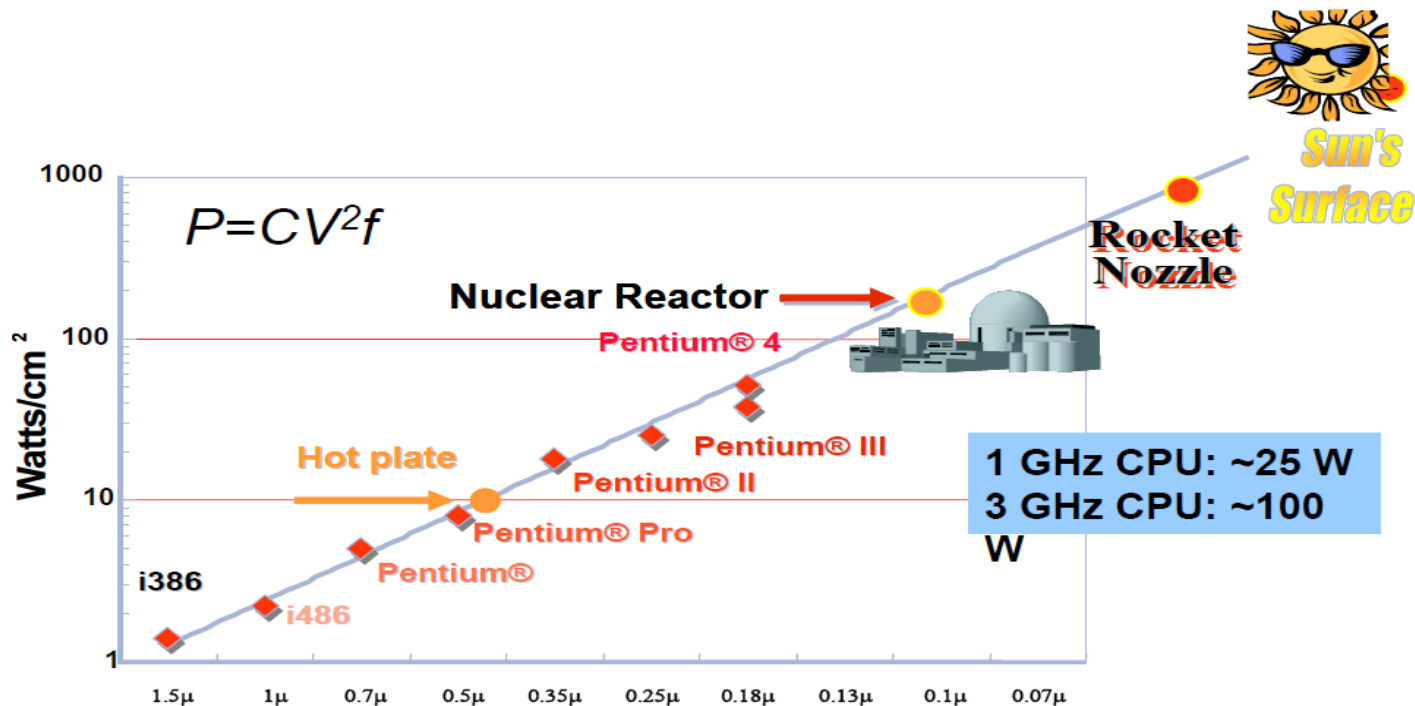 Sun's
Surface
1000
P=CV²f
Rocket
Nozzle
Nuclear Reactor
100
Pentium® 4
Watts/cm²
Hot plate
Pentium® III
1 GHz CPU: ~25 W
3 GHz CPU: ~100
W
Pentium® II
10
Pentium® Pro
Pentium®
i386
i486
1
1.5μ 1μ 0.7μ 0.5μ 0.35μ 0.25μ 0.18μ 0.13μ 0.1μ 0.07μ